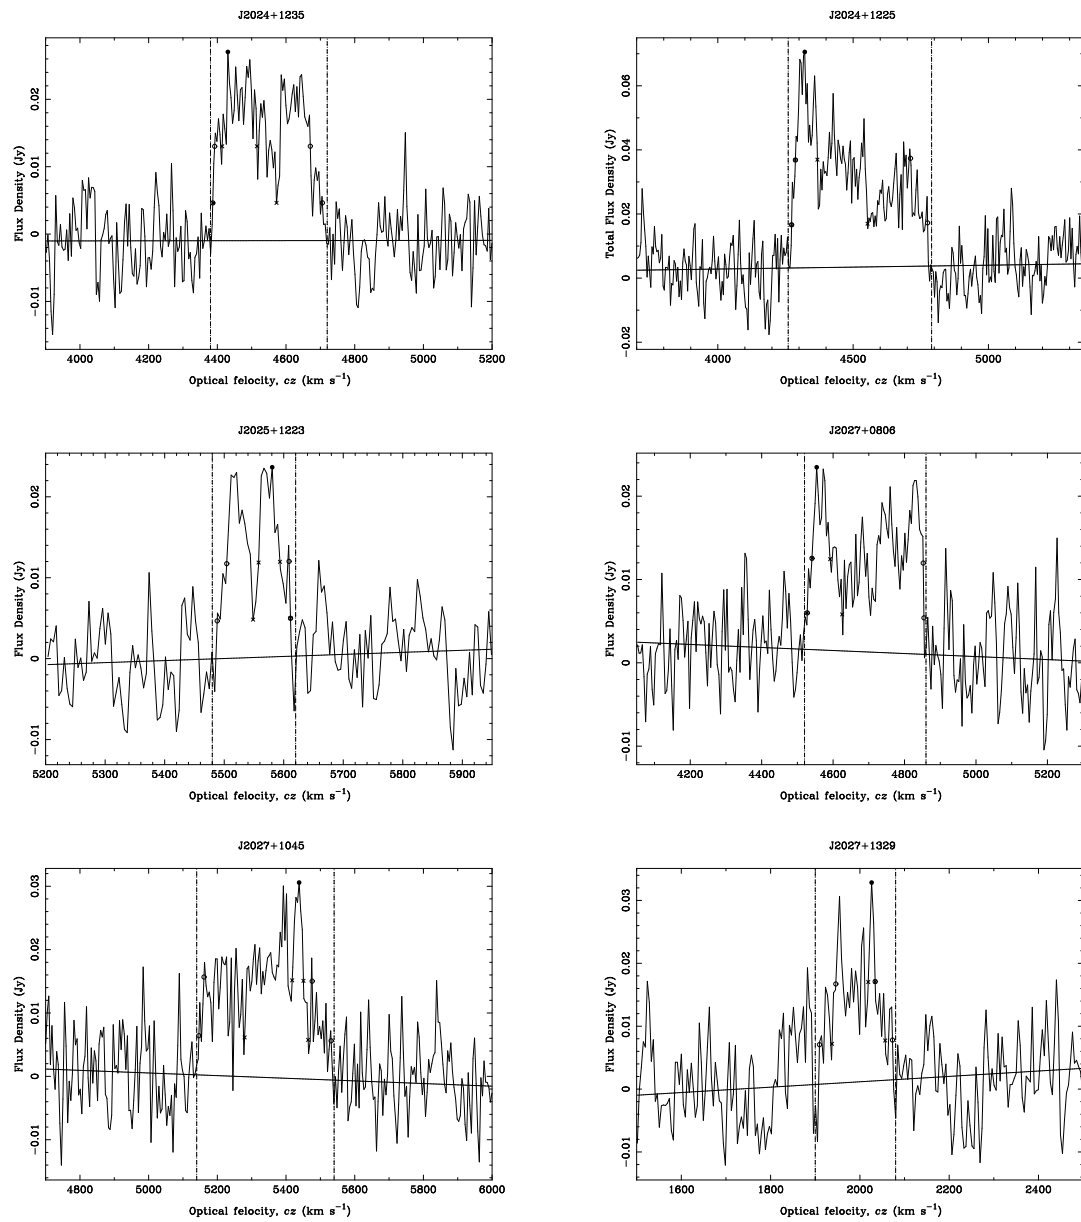 J2024+1235
0.02
0.01
0
−0.01
Flux Density (Jy)
4000 4200 4400 4600 4800 5000 5200
Optical felocity, cz (km s⁻¹)
J2024+1225
0.06
0.04
0.02
0
−0.02
Total Flux Density (Jy)
4000 4500 5000
Optical felocity, cz (km s⁻¹)
J2025+1223
0.02
0.01
0
−0.01
Flux Density (Jy)
5200 5300 5400 5500 5600 5700 5800 5900
Optical felocity, cz (km s⁻¹)
J2027+0806
0.02
0.01
0
−0.01
Flux Density (Jy)
4200 4400 4600 4800 5000 5200
Optical felocity, cz (km s⁻¹)
J2027+1045
0.03
0.02
0.01
0
−0.01
Flux Density (Jy)
4800 5000 5200 5400 5600 5800 6000
Optical felocity, cz (km s⁻¹)
J2027+1329
0.03
0.02
0.01
0
−0.01
Flux Density (Jy)
1600 1800 2000 2200 2400
Optical felocity, cz (km s⁻¹)